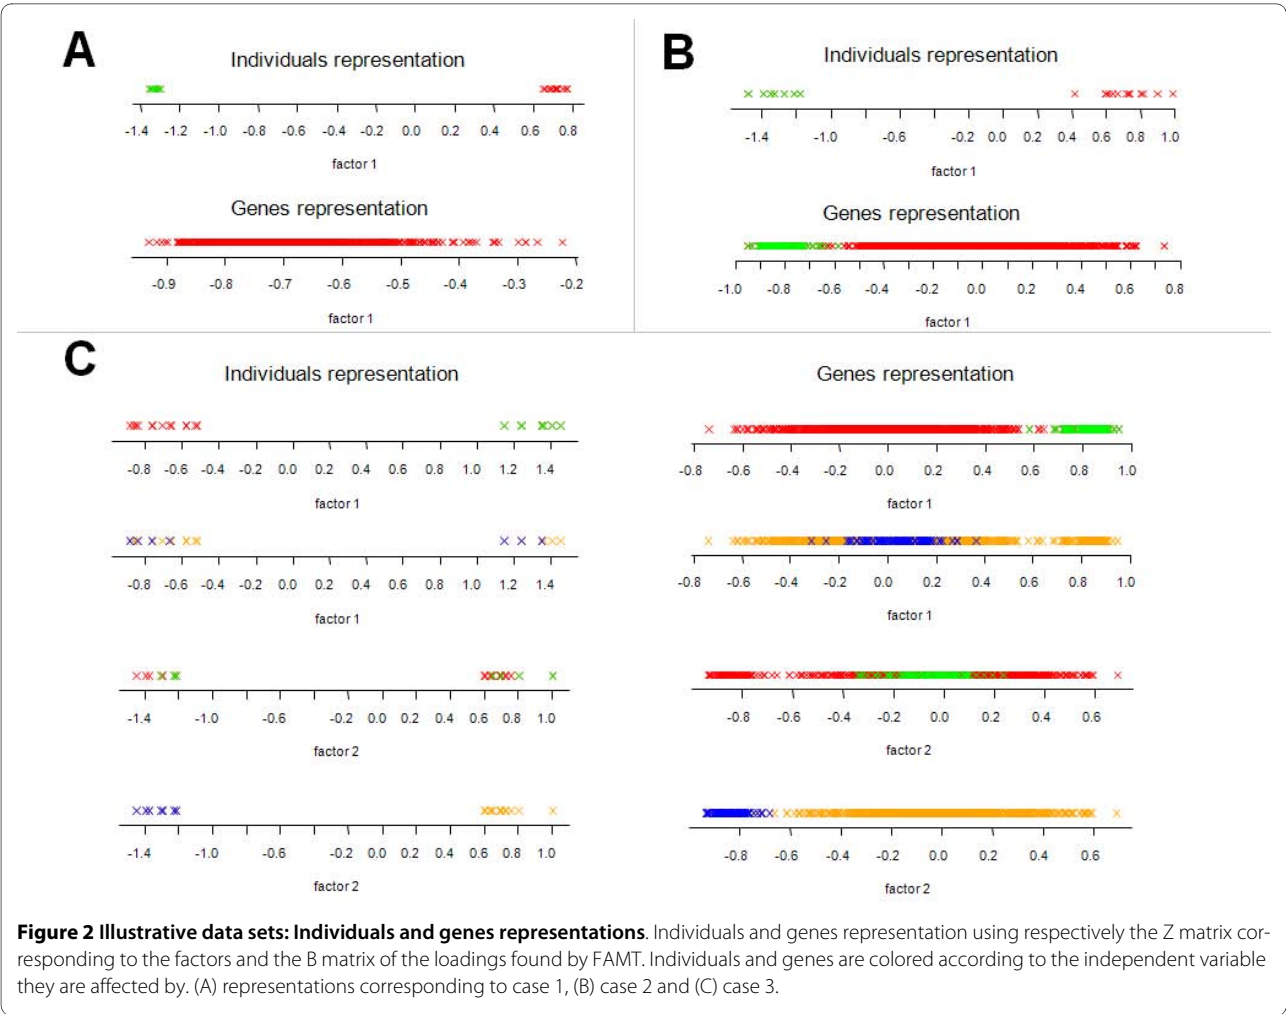 A
Individuals representation
-1.4 -1.2 -1.0 -0.8 -0.6 -0.4 -0.2 0.0 0.2 0.4 0.6 0.8
factor 1
Genes representation
-0.9 -0.8 -0.7 -0.6 -0.5 -0.4 -0.3 -0.2
factor 1
B
Individuals representation
-1.4 -1.0 -0.6 -0.2 0.0 0.2 0.4 0.6 0.8 1.0
factor 1
Genes representation
-1.0 -0.8 -0.6 -0.4 -0.2 0.0 0.2 0.4 0.6 0.8
factor 1
C
Individuals representation
-0.8 -0.6 -0.4 -0.2 0.0 0.2 0.4 0.6 0.8 1.0 1.2 1.4
factor 1
-0.8 -0.6 -0.4 -0.2 0.0 0.2 0.4 0.6 0.8 1.0 1.2 1.4
factor 1
-1.4 -1.0 -0.6 -0.2 0.0 0.2 0.4 0.6 0.8 1.0
factor 2
-1.4 -1.0 -0.6 -0.2 0.0 0.2 0.4 0.6 0.8 1.0
factor 2
Genes representation
-0.8 -0.6 -0.4 -0.2 0.0 0.2 0.4 0.6 0.8 1.0
factor 1
-0.8 -0.6 -0.4 -0.2 0.0 0.2 0.4 0.6 0.8 1.0
factor 1
-0.8 -0.6 -0.4 -0.2 0.0 0.2 0.4 0.6
factor 2
-0.8 -0.6 -0.4 -0.2 0.0 0.2 0.4 0.6
factor 2
Figure 2 Illustrative data sets: Individuals and genes representations. Individuals and genes representation using respectively the Z matrix cor-
responding to the factors and the B matrix of the loadings found by FAMT. Individuals and genes are colored according to the independent variable
they are affected by. (A) representations corresponding to case 1, (B) case 2 and (C) case 3.